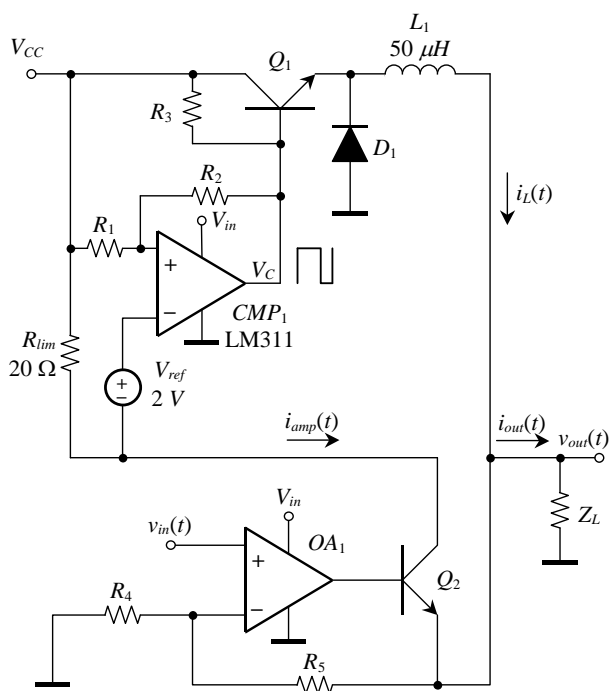 L1
50 μH
VCC
Q1
R3
D1
R2
iL(t)
Vin
R1
+
VC
−
CMP1
LM311
Rlim
20 Ω
Vref
2 V
+
−
iamp(t)
iout(t)
vout(t)
Vin
vin(t)
OA1
ZL
+
Q2
R4
−
R5